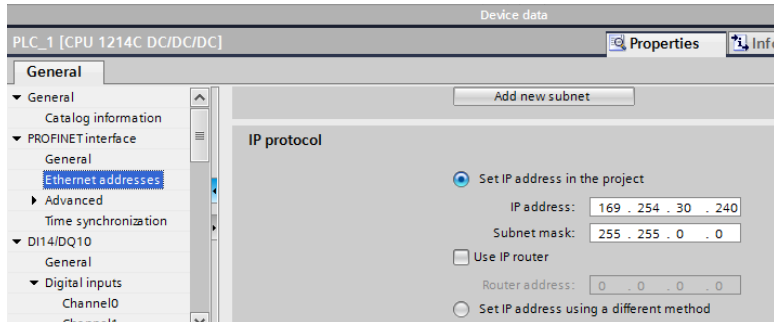 Device data
PLC_1 [CPU 1214C DC/DC/DC]
Properties
General
General
Catalog information
PROFINET interface
General
Ethernet addresses
Advanced
Time synchronization
DI14/DQ10
General
Digital inputs
Channel0
Add new subnet
IP protocol
Set IP address in the project
IP address: 169 . 254 . 30 . 240
Subnet mask: 255 . 255 . 0 . 0
Use IP router
Router address: 0 . 0 . 0 . 0
Set IP address using a different method